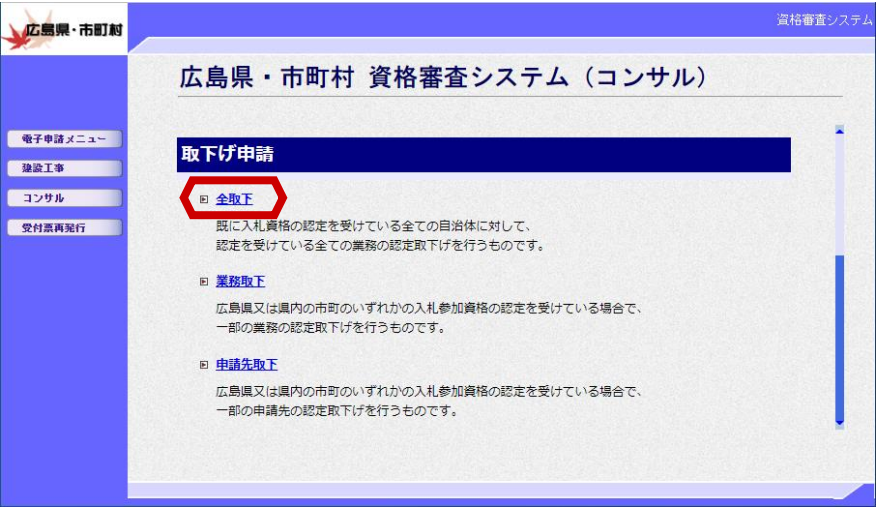 広島県・市町村
資格審査システム
広島県・市町村 資格審査システム（コンサル）
電子申請メニュー
建設工事
コンサル
受付票再発行
取下げ申請
全取下
既に入札資格の認定を受けている全ての自治体に対して、
認定を受けている全ての業務の認定取下げを行うものです。
業務取下
広島県又は県内の市町のいずれかの入札参加資格の認定を受けている場合で、
一部の業務の認定取下げを行うものです。
申請先取下
広島県又は県内の市町のいずれかの入札参加資格の認定を受けている場合で、
一部の申請先の認定取下げを行うものです。